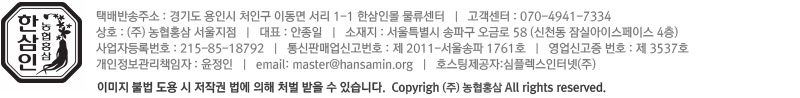 한삼인
농협홍삼
택배반송주소 : 경기도 용인시 처인구 이동면 서리 1-1 한삼인몰 물류센터 | 고객센터 : 070-4941-7334
상호 : (주) 농협홍삼 서울지점 | 대표 : 안종일 | 소재지 : 서울특별시 송파구 오금로 58 (신천동 잠실아이스페이스 4층)
사업자등록번호 : 215-85-18792 | 통신판매업신고번호 : 제 2011-서울송파 1761호 | 영업신고증 번호 : 제 3537호
개인정보관리책임자 : 윤정인 | email: master@hansamin.org | 호스팅제공자:심플렉스인터넷(주)
이미지 불법 도용 시 저작권 법에 의해 처벌 받을 수 있습니다. Copyrigh (주) 농협홍삼 All rights reserved.